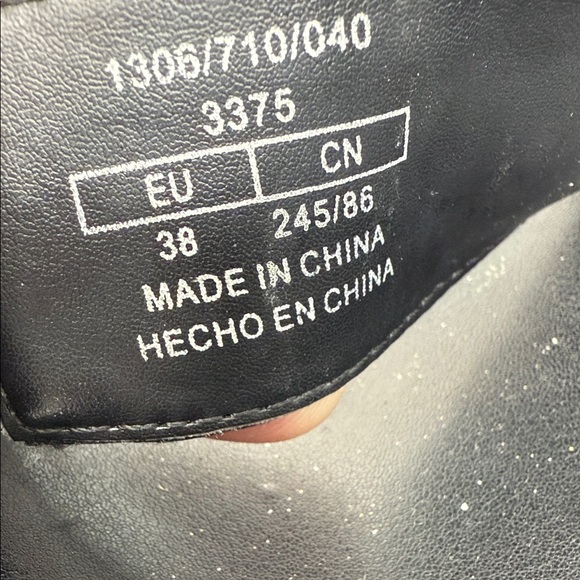 1306/710/040
3375
EU CN
38 245/86
MADE IN CHINA
HECHO EN CHINA